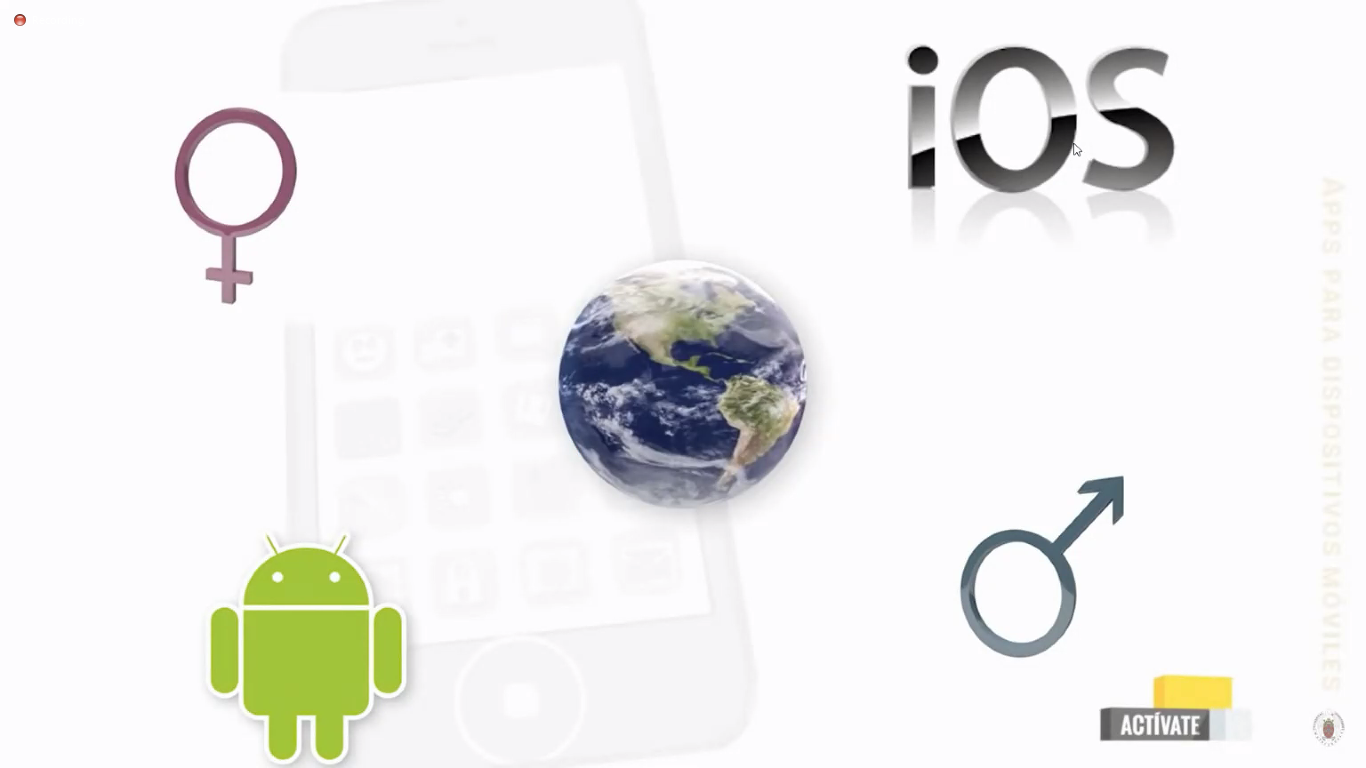 iOS
APPS PARA DISPOSITIVOS MÓVILES
ACTÍVATE